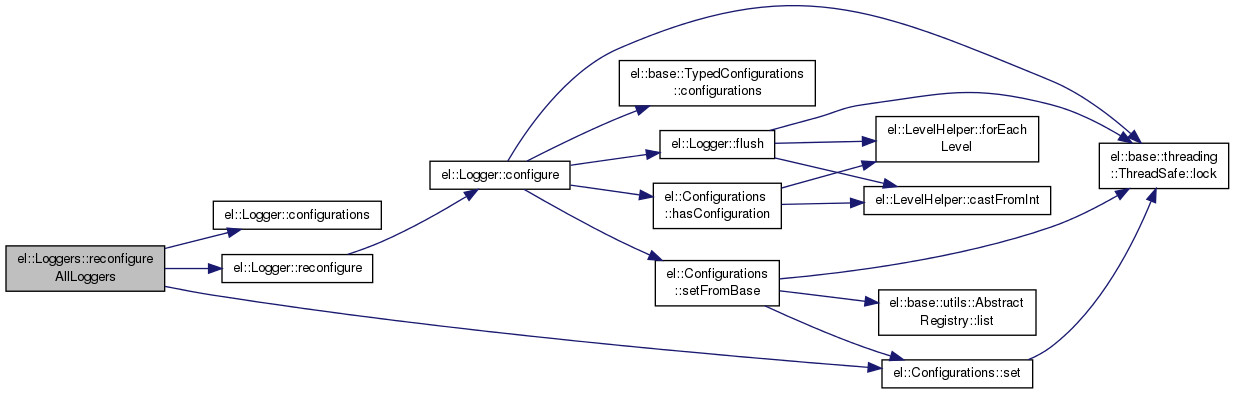 el::Loggers::reconfigure
AllLoggers
el::Logger::configurations
el::Logger::reconfigure
el::Logger::configure
el::base::TypedConfigurations
::configurations
el::Logger::flush
el::Configurations
::hasConfiguration
el::Configurations
::setFromBase
el::LevelHelper::forEach
Level
el::LevelHelper::castFromInt
el::base::utils::Abstract
Registry::list
el::Configurations::set
el::base::threading
::ThreadSafe::lock